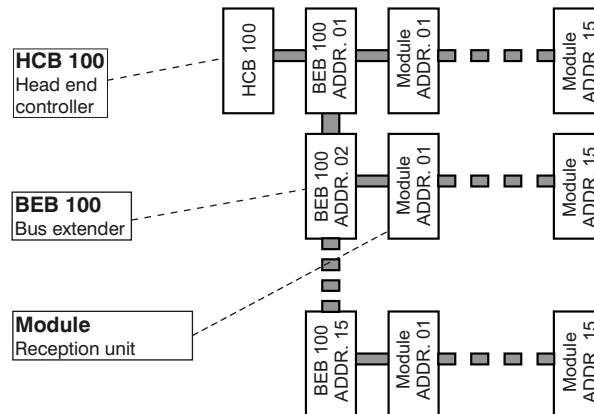 HCB 100
Head end
controller
BEB 100
Bus extender
Module
Reception unit
HCB 100
BEB 100
ADDR. 01
Module
ADDR. 01
Module
ADDR. 15
BEB 100
ADDR. 02
Module
ADDR. 01
Module
ADDR. 15
BEB 100
ADDR. 15
Module
ADDR. 01
Module
ADDR. 15